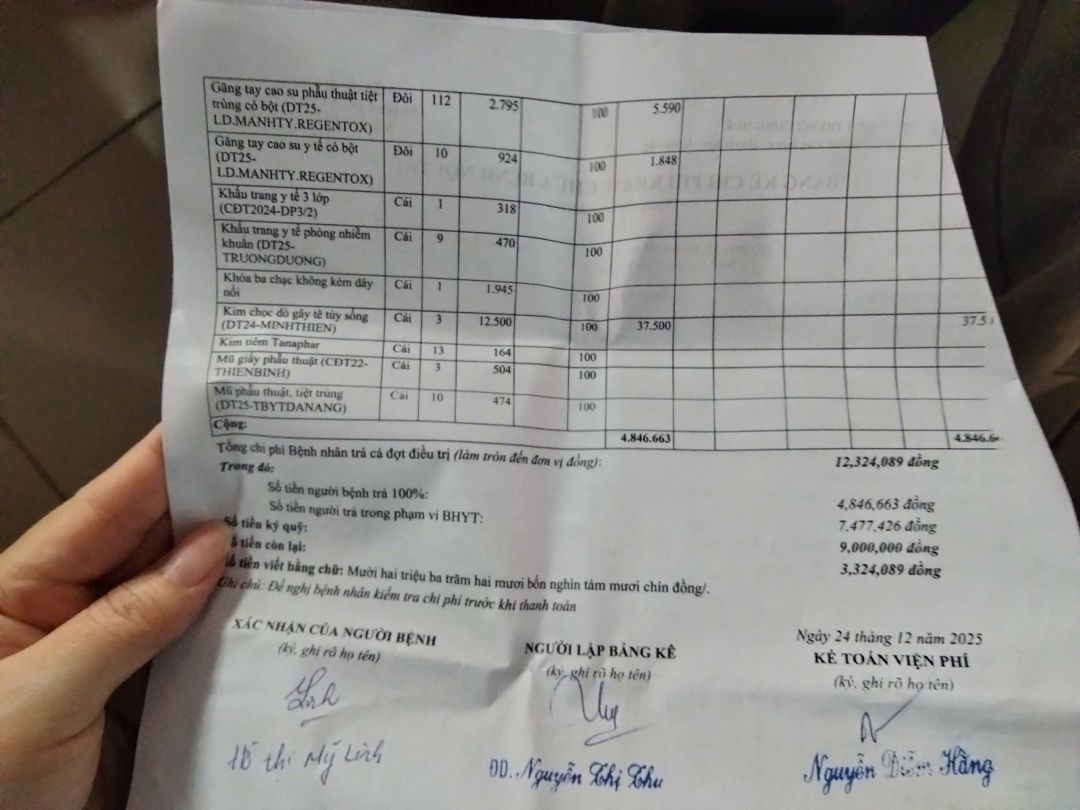 Găng tay cao su phẫu thuật tiệt trùng có bột (DT25-LD.MANHTY.REGENTOX) Đôi 112 2.795 5.590
Găng tay cao su y tế có bột (DT25-LD.MANHTY.REGENTOX) Đôi 10 924 100 1.848
Khẩu trang y tế 3 lớp (CĐT2024-DP3/2) Cái 1 318 100
Khẩu trang y tế phòng nhiễm khuẩn (DT25-TRUONGDUONG) Cái 9 470 100
Khóa ba chạc không kèm dây nối Cái 1 1.945 100
Kim chọc dò gây tê tủy sống (DT24-MINHTHIEN) Cái 3 12.500 100 37.500 37.5
Kim tiêm Tanaphar Cái 13 164 100
Mũ giấy phẫu thuật (CĐT22-THIENBINH) Cái 3 504 100
Mũ phẫu thuật, tiệt trùng (DT25-TBYTDANANG) Cái 10 474 100
Cộng: 4.846.663 4.846.6
Tổng chi phí Bệnh nhân trả cả đợt điều trị (làm tròn đến đơn vị đồng): 12,324,089 đồng
Trong đó:
Số tiền người bệnh trả 100%: 4,846,663 đồng
Số tiền người trả trong phạm vi BHYT: 7,477,426 đồng
Số tiền ký quỹ: 9,000,000 đồng
Số tiền còn lại: 3,324,089 đồng
Số tiền viết bằng chữ: Mười hai triệu ba trăm hai mươi bốn nghìn tám mươi chín đồng/.
Ghi chú: Đề nghị bệnh nhân kiểm tra chi phí trước khi thanh toán
Ngày 24 tháng 12 năm 2025
XÁC NHẬN CỦA NGƯỜI BỆNH NGƯỜI LẬP BẢNG KÊ KẾ TOÁN VIỆN PHÍ
(ký, ghi rõ họ tên) (ký, ghi rõ họ tên) (ký, ghi rõ họ tên)
Linh
Hồ thị Mỹ Linh ĐD. Nguyễn Thị Thu Nguyễn Diễm Hằng